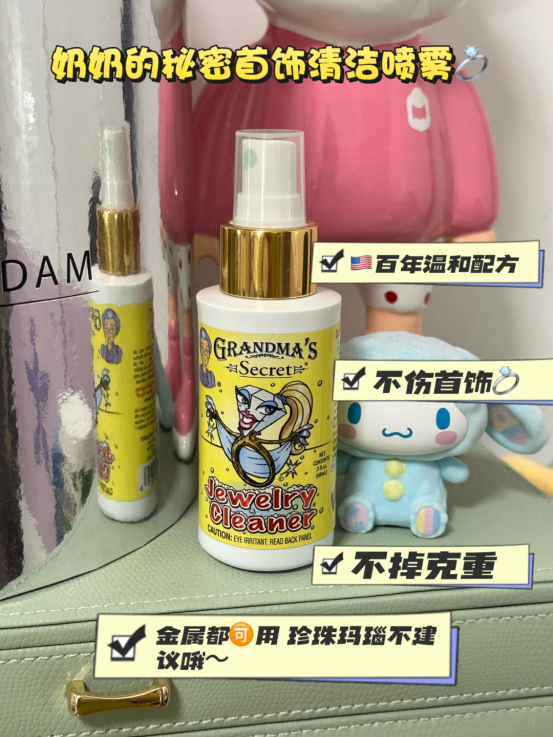 奶奶的秘密首饰清洁喷雾💍
DAM
🇺🇸百年温和配方
GRANDMA'S
Secret
不伤首饰💍
NET
CONTENTS
Jewelry
Cleaner
CAUTION: EYE IRRITANT. READ BACK PANEL
不掉克重
金属都🉑用 珍珠玛瑙不建
议哦～